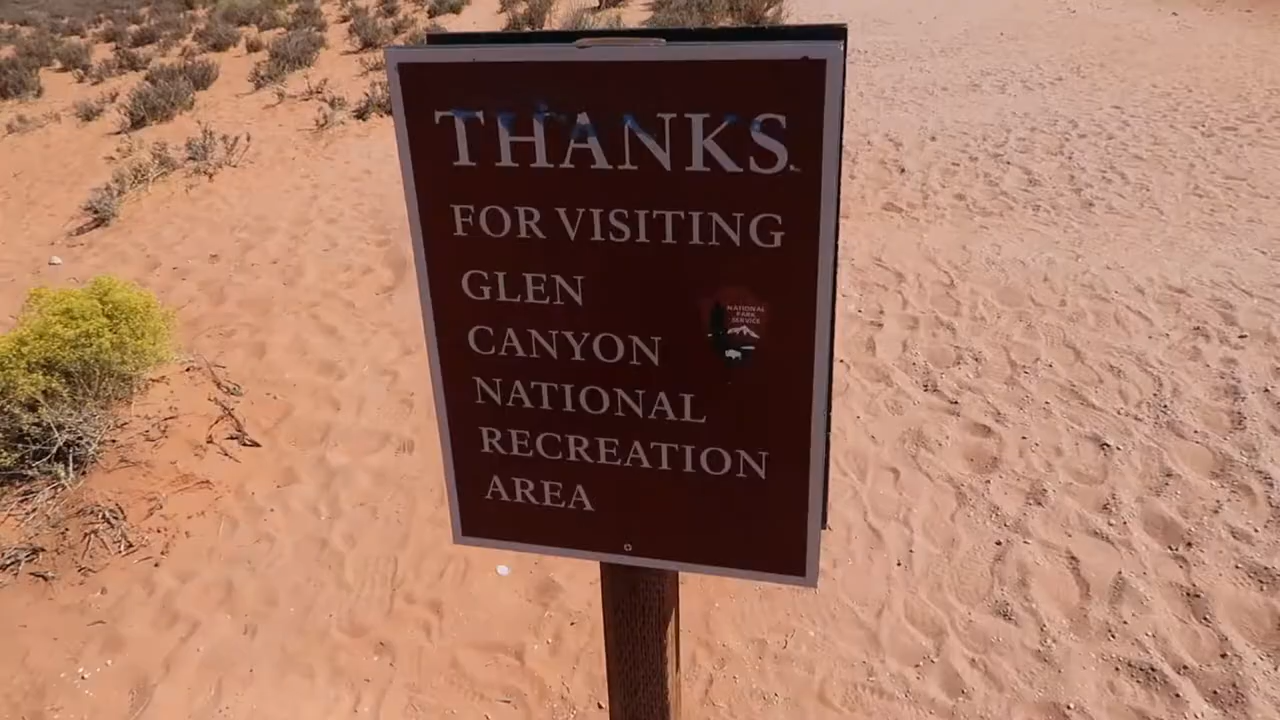 THANKS
FOR VISITING
GLEN
CANYON
NATIONAL
RECREATION
AREA
NATIONAL
PARK
SERVICE